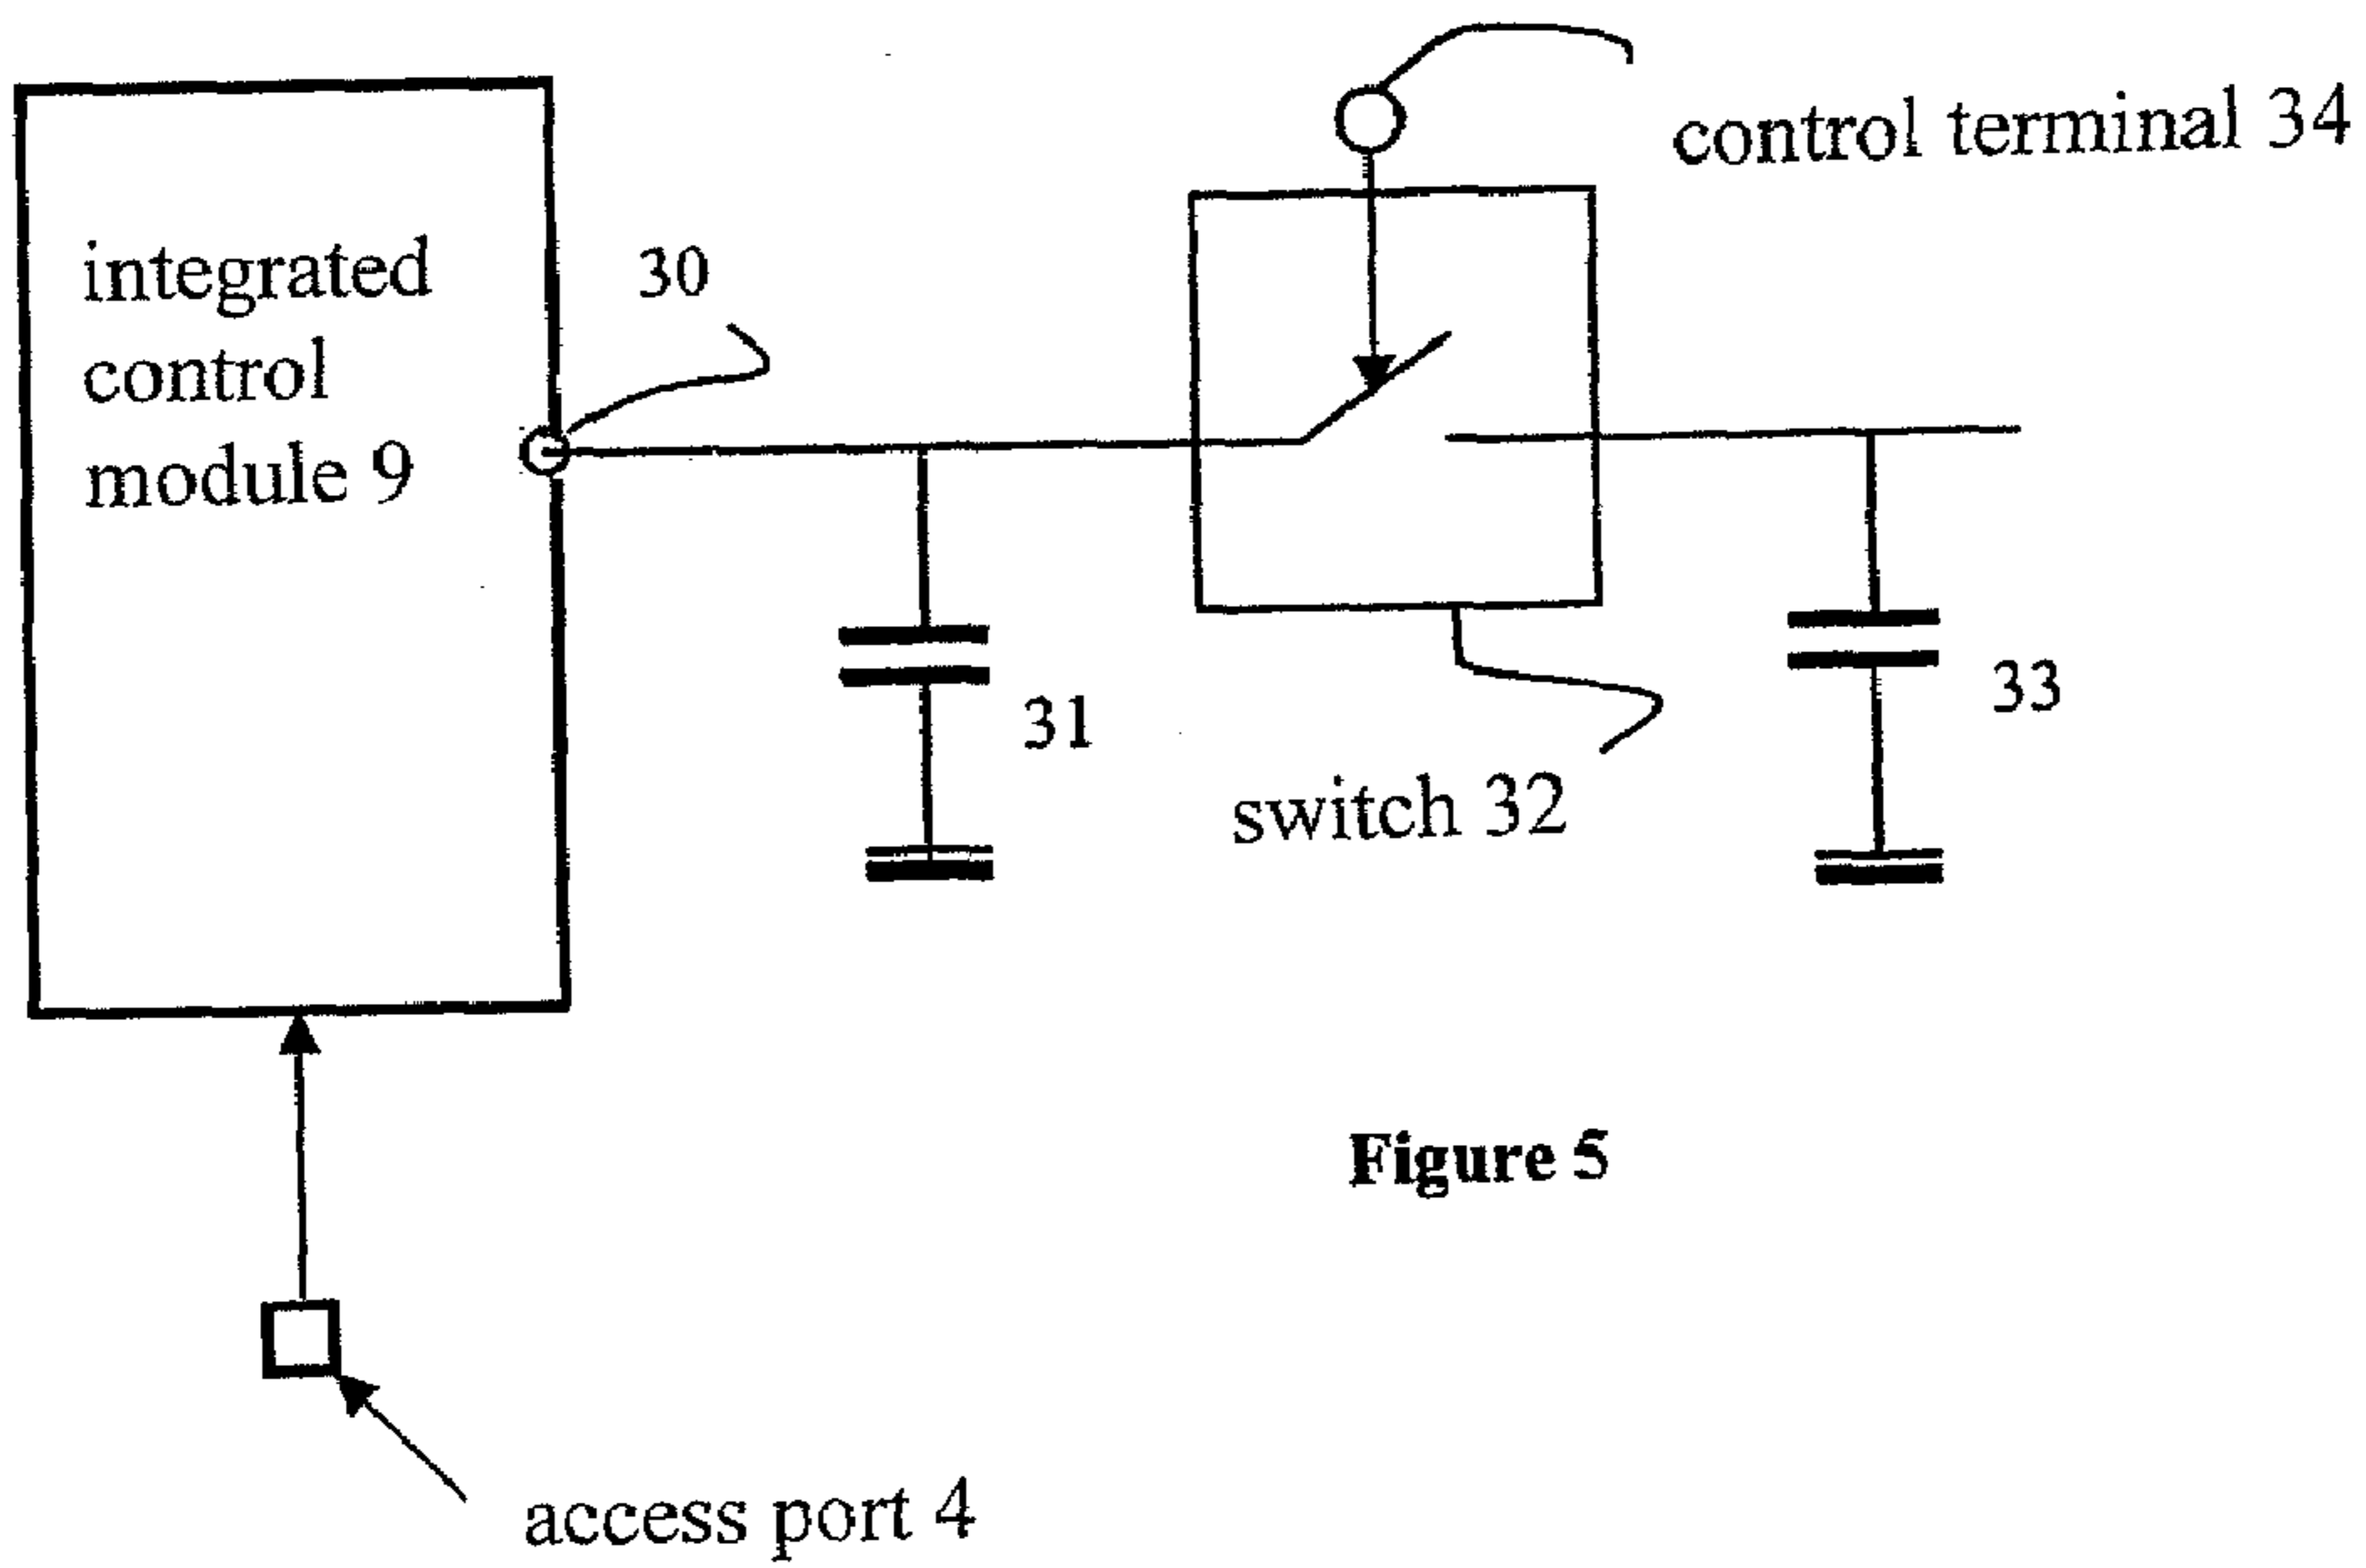 control terminal 34
integrated
control
module 9
30
31
33
switch 32
Figure 5
access port 4